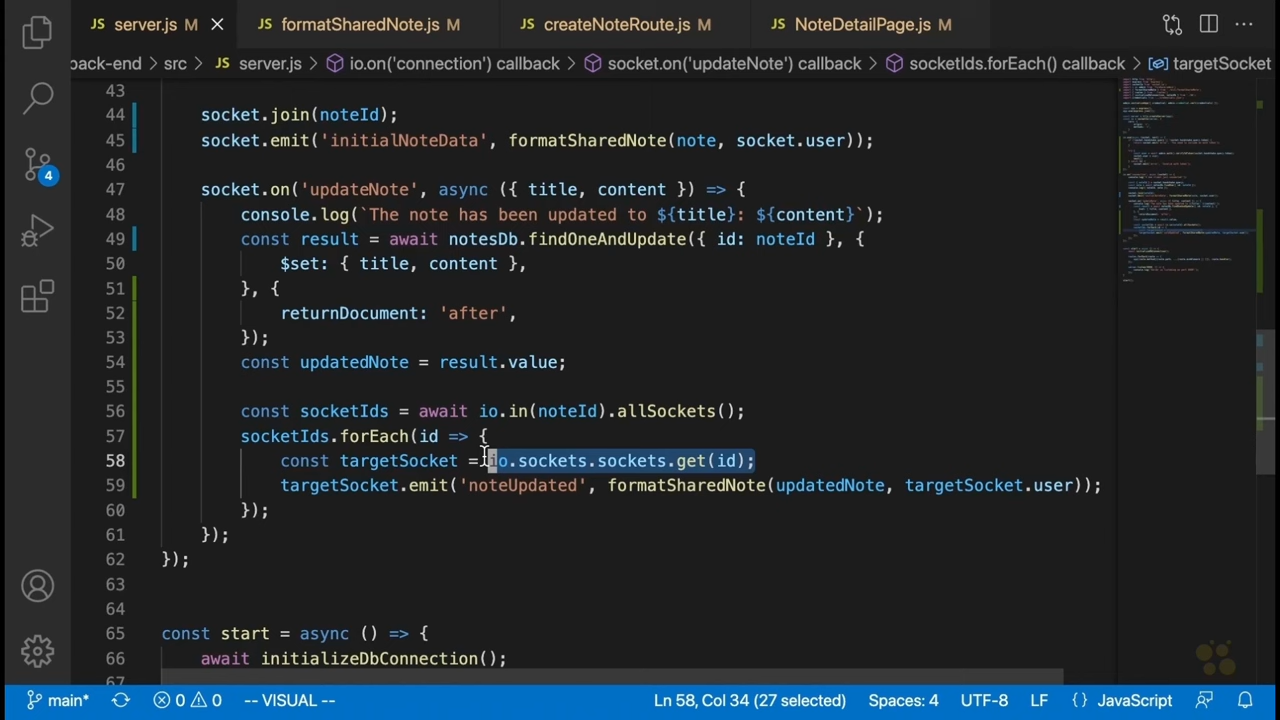 server.js M
formatSharedNote.js M
createNoteRoute.js M
NoteDetailPage.js M
back-end > src > JS server.js > io.on('connection') callback > socket.on('updateNote') callback > socketIds.forEach() callback > targetSocket
43
44 socket.join(noteId);
45 socket.emit('initialNoteData', formatSharedNote(note, socket.user));
46
47 socket.on('updateNote', async ({ title, content }) => {
48 console.log(`The note has been updated to ${title}: ${content}`);
49 const result = await notesDb.findOneAndUpdate({ id: noteId }, {
50 $set: { title, content },
51 }, {
52 returnDocument: 'after',
53 });
54 const updatedNote = result.value;
55
56 const socketIds = await io.in(noteId).allSockets();
57 socketIds.forEach(id => {
58 const targetSocket = io.sockets.sockets.get(id);
59 targetSocket.emit('noteUpdated', formatSharedNote(updatedNote, targetSocket.user));
60 });
61 });
62 });
63
64
65 const start = async () => {
66 await initializeDbConnection();
67
4
main* 0 0 -- VISUAL -- Ln 58, Col 34 (27 selected) Spaces: 4 UTF-8 LF {} JavaScript